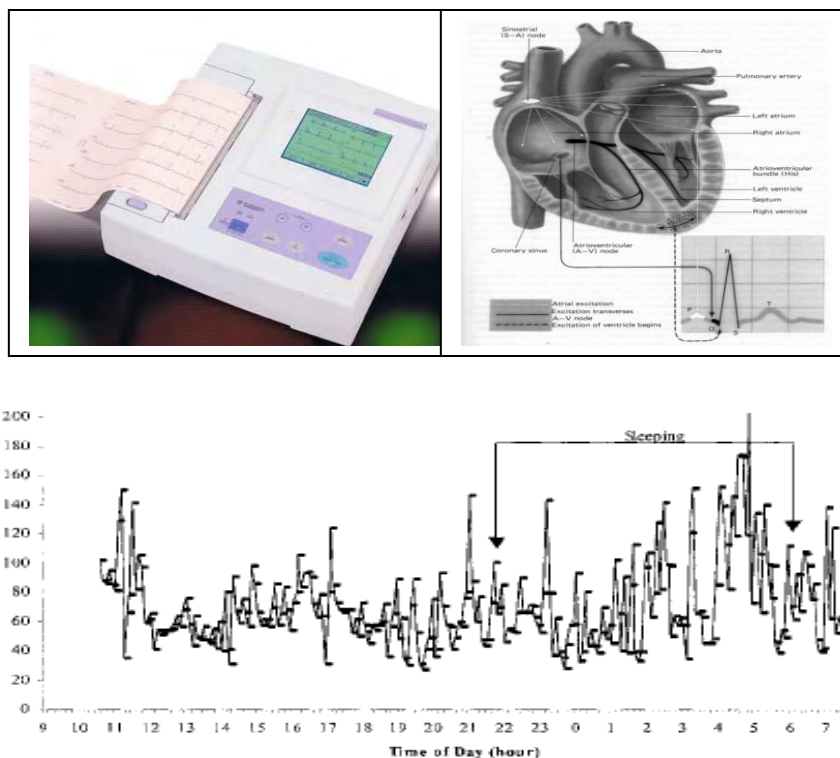 Sinoatrial
(S—A) node
Aorta
Pulmonary artery
Left atrium
Right atrium
Atrioventricular
bundle (His)
Left ventricle
Septum
Right ventricle
Coronary sinus
Atrioventricular
(A—V) node
R
P
T
Q
S
Atrial excitation
Excitation transverses
A—V node
Excitation of ventricle begins
200
180
160
140
120
100
80
60
40
20
0
Sleeping
9 10 11 12 13 14 15 16 17 18 19 20 21 22 23 0 1 2 3 4 5 6 7
Time of Day (hour)